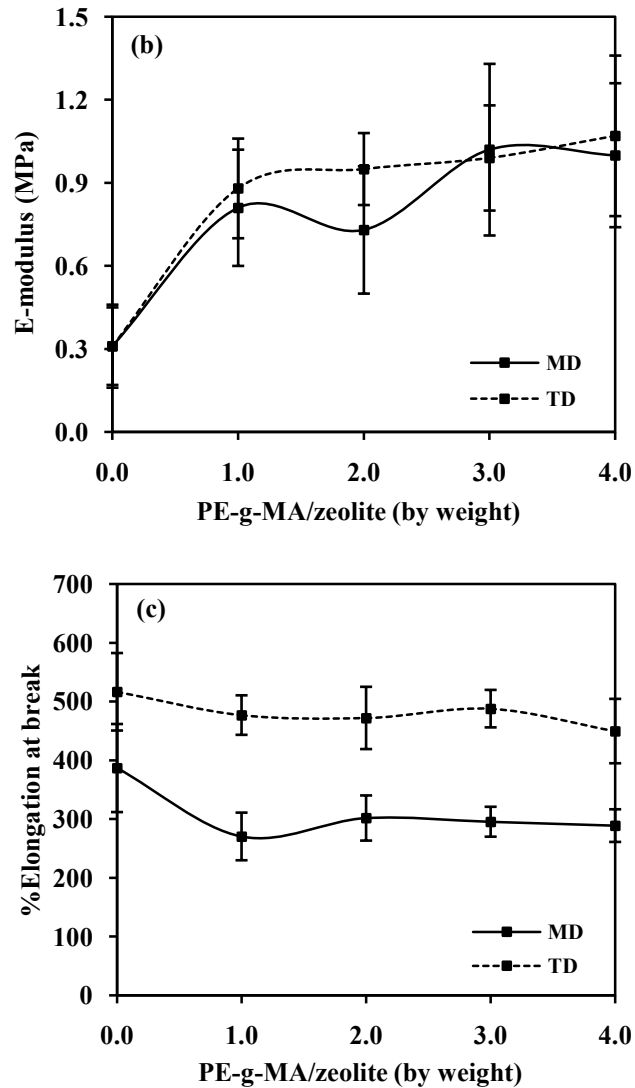 (b)
E-modulus (MPa)
1.5
1.2
0.9
0.6
0.3
0.0
MD
TD
0.0 1.0 2.0 3.0 4.0
PE-g-MA/zeolite (by weight)
(c)
%Elongation at break
700
600
500
400
300
200
100
0
MD
TD
0.0 1.0 2.0 3.0 4.0
PE-g-MA/zeolite (by weight)